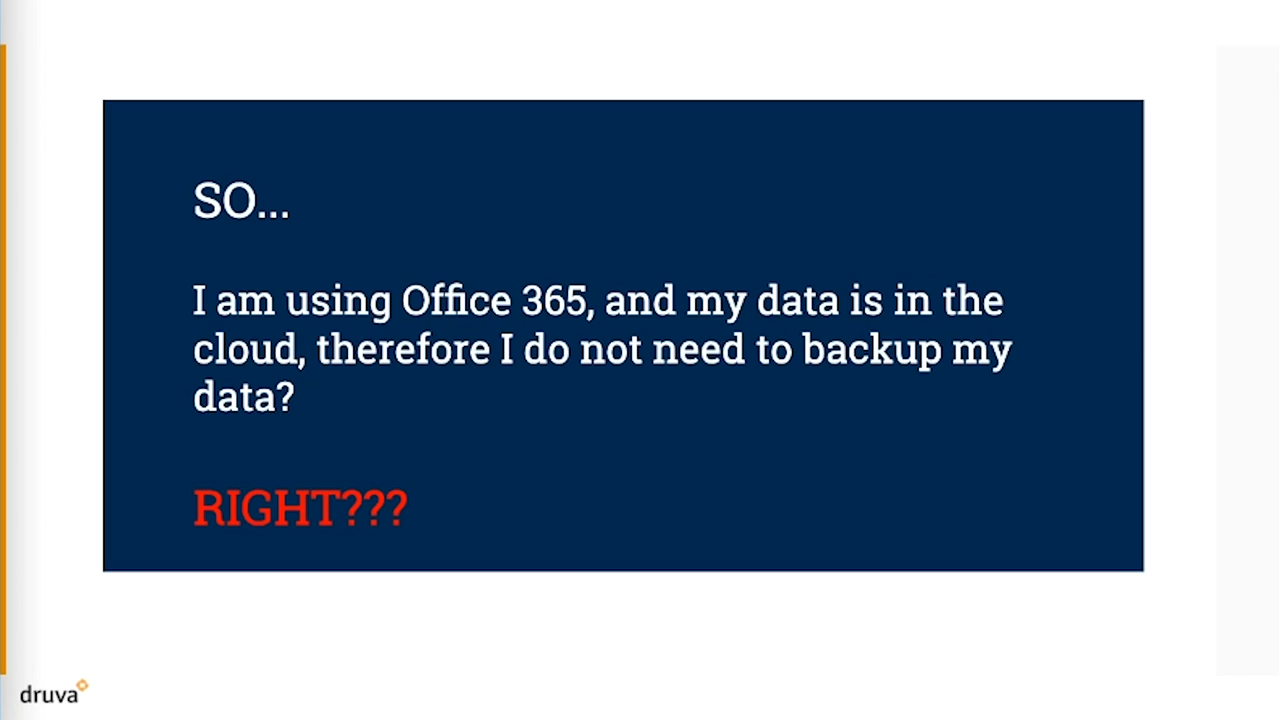 SO...
I am using Office 365, and my data is in the
cloud, therefore I do not need to backup my
data?
RIGHT???
druva